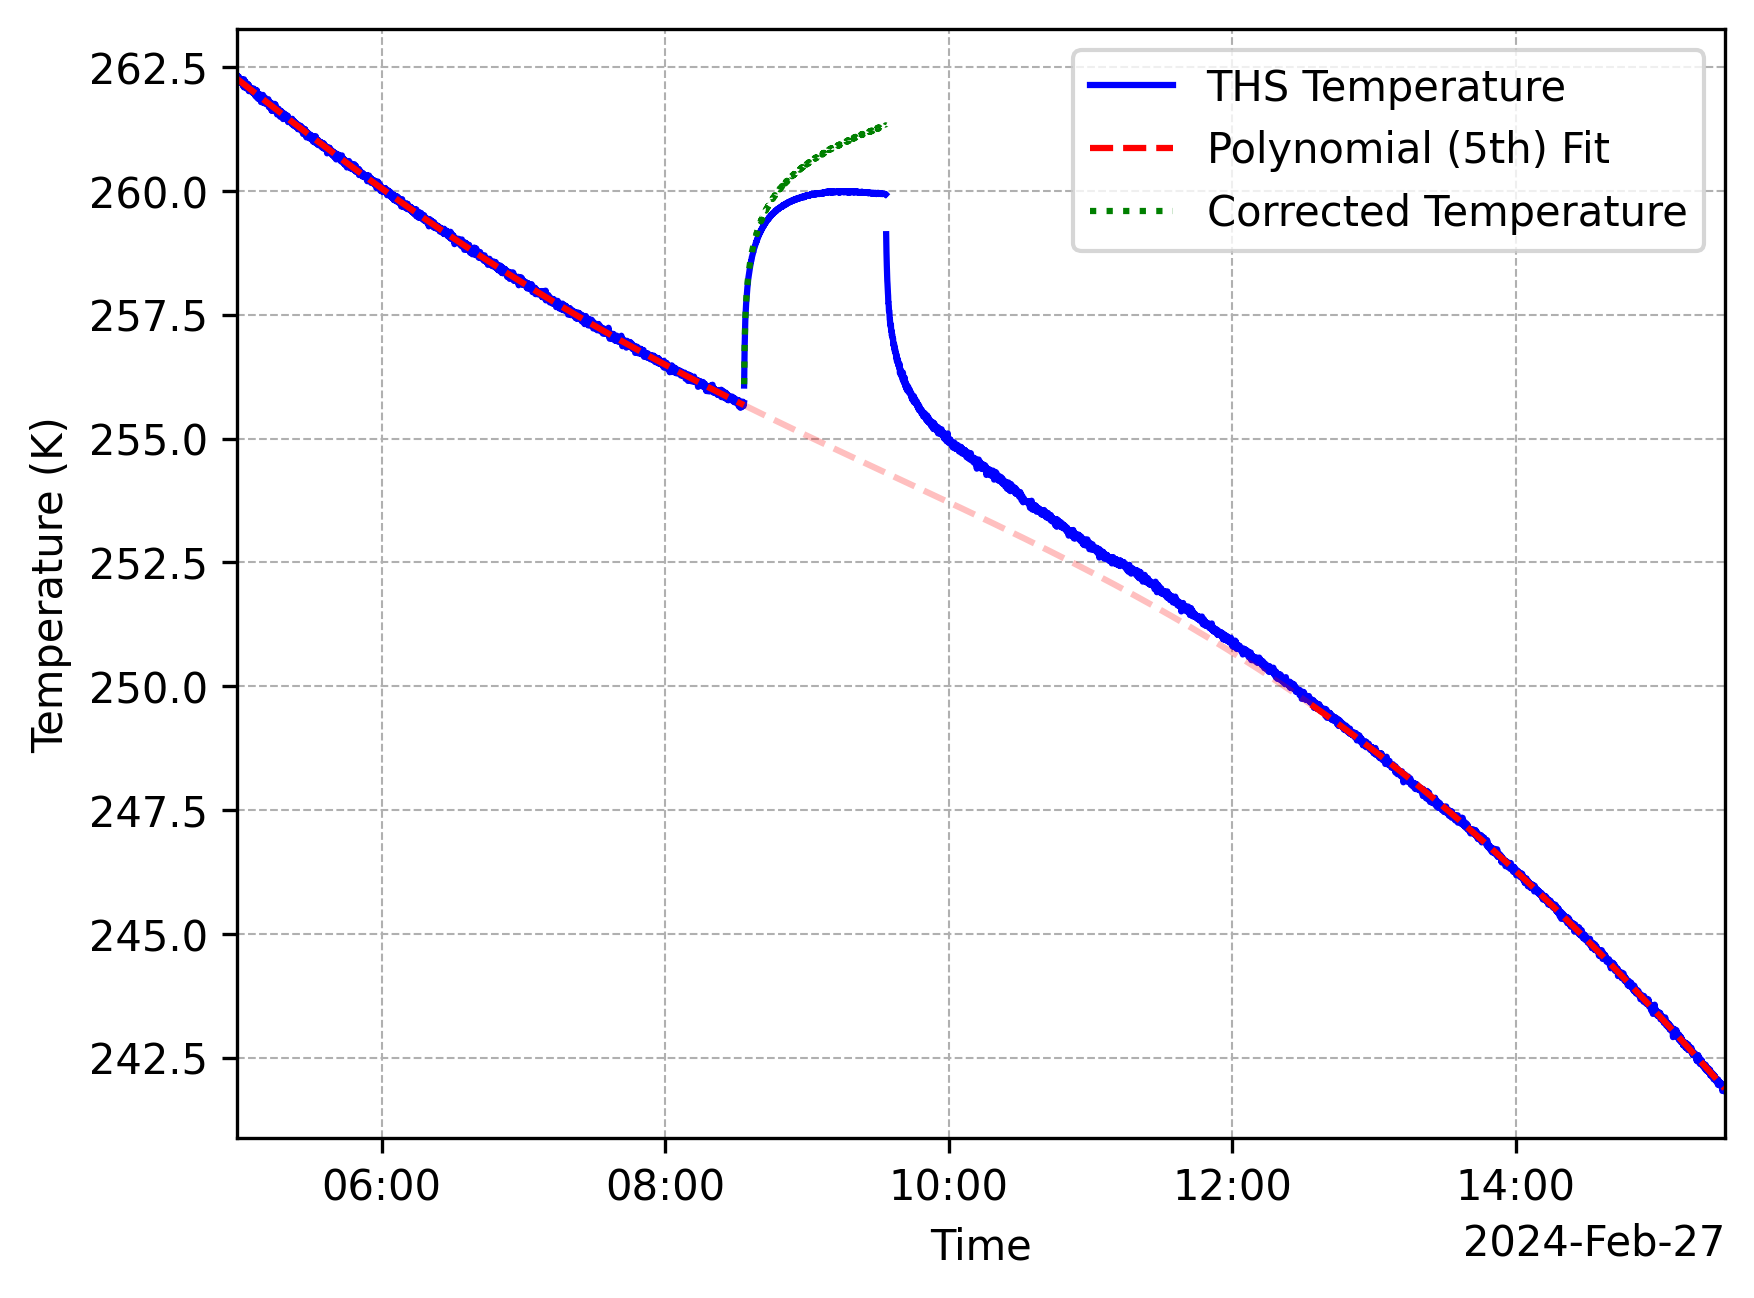 262.5
260.0
257.5
255.0
252.5
250.0
247.5
245.0
242.5
Temperature (K)
THS Temperature
Polynomial (5th) Fit
Corrected Temperature
06:00 08:00 10:00 12:00 14:00
Time
2024-Feb-27